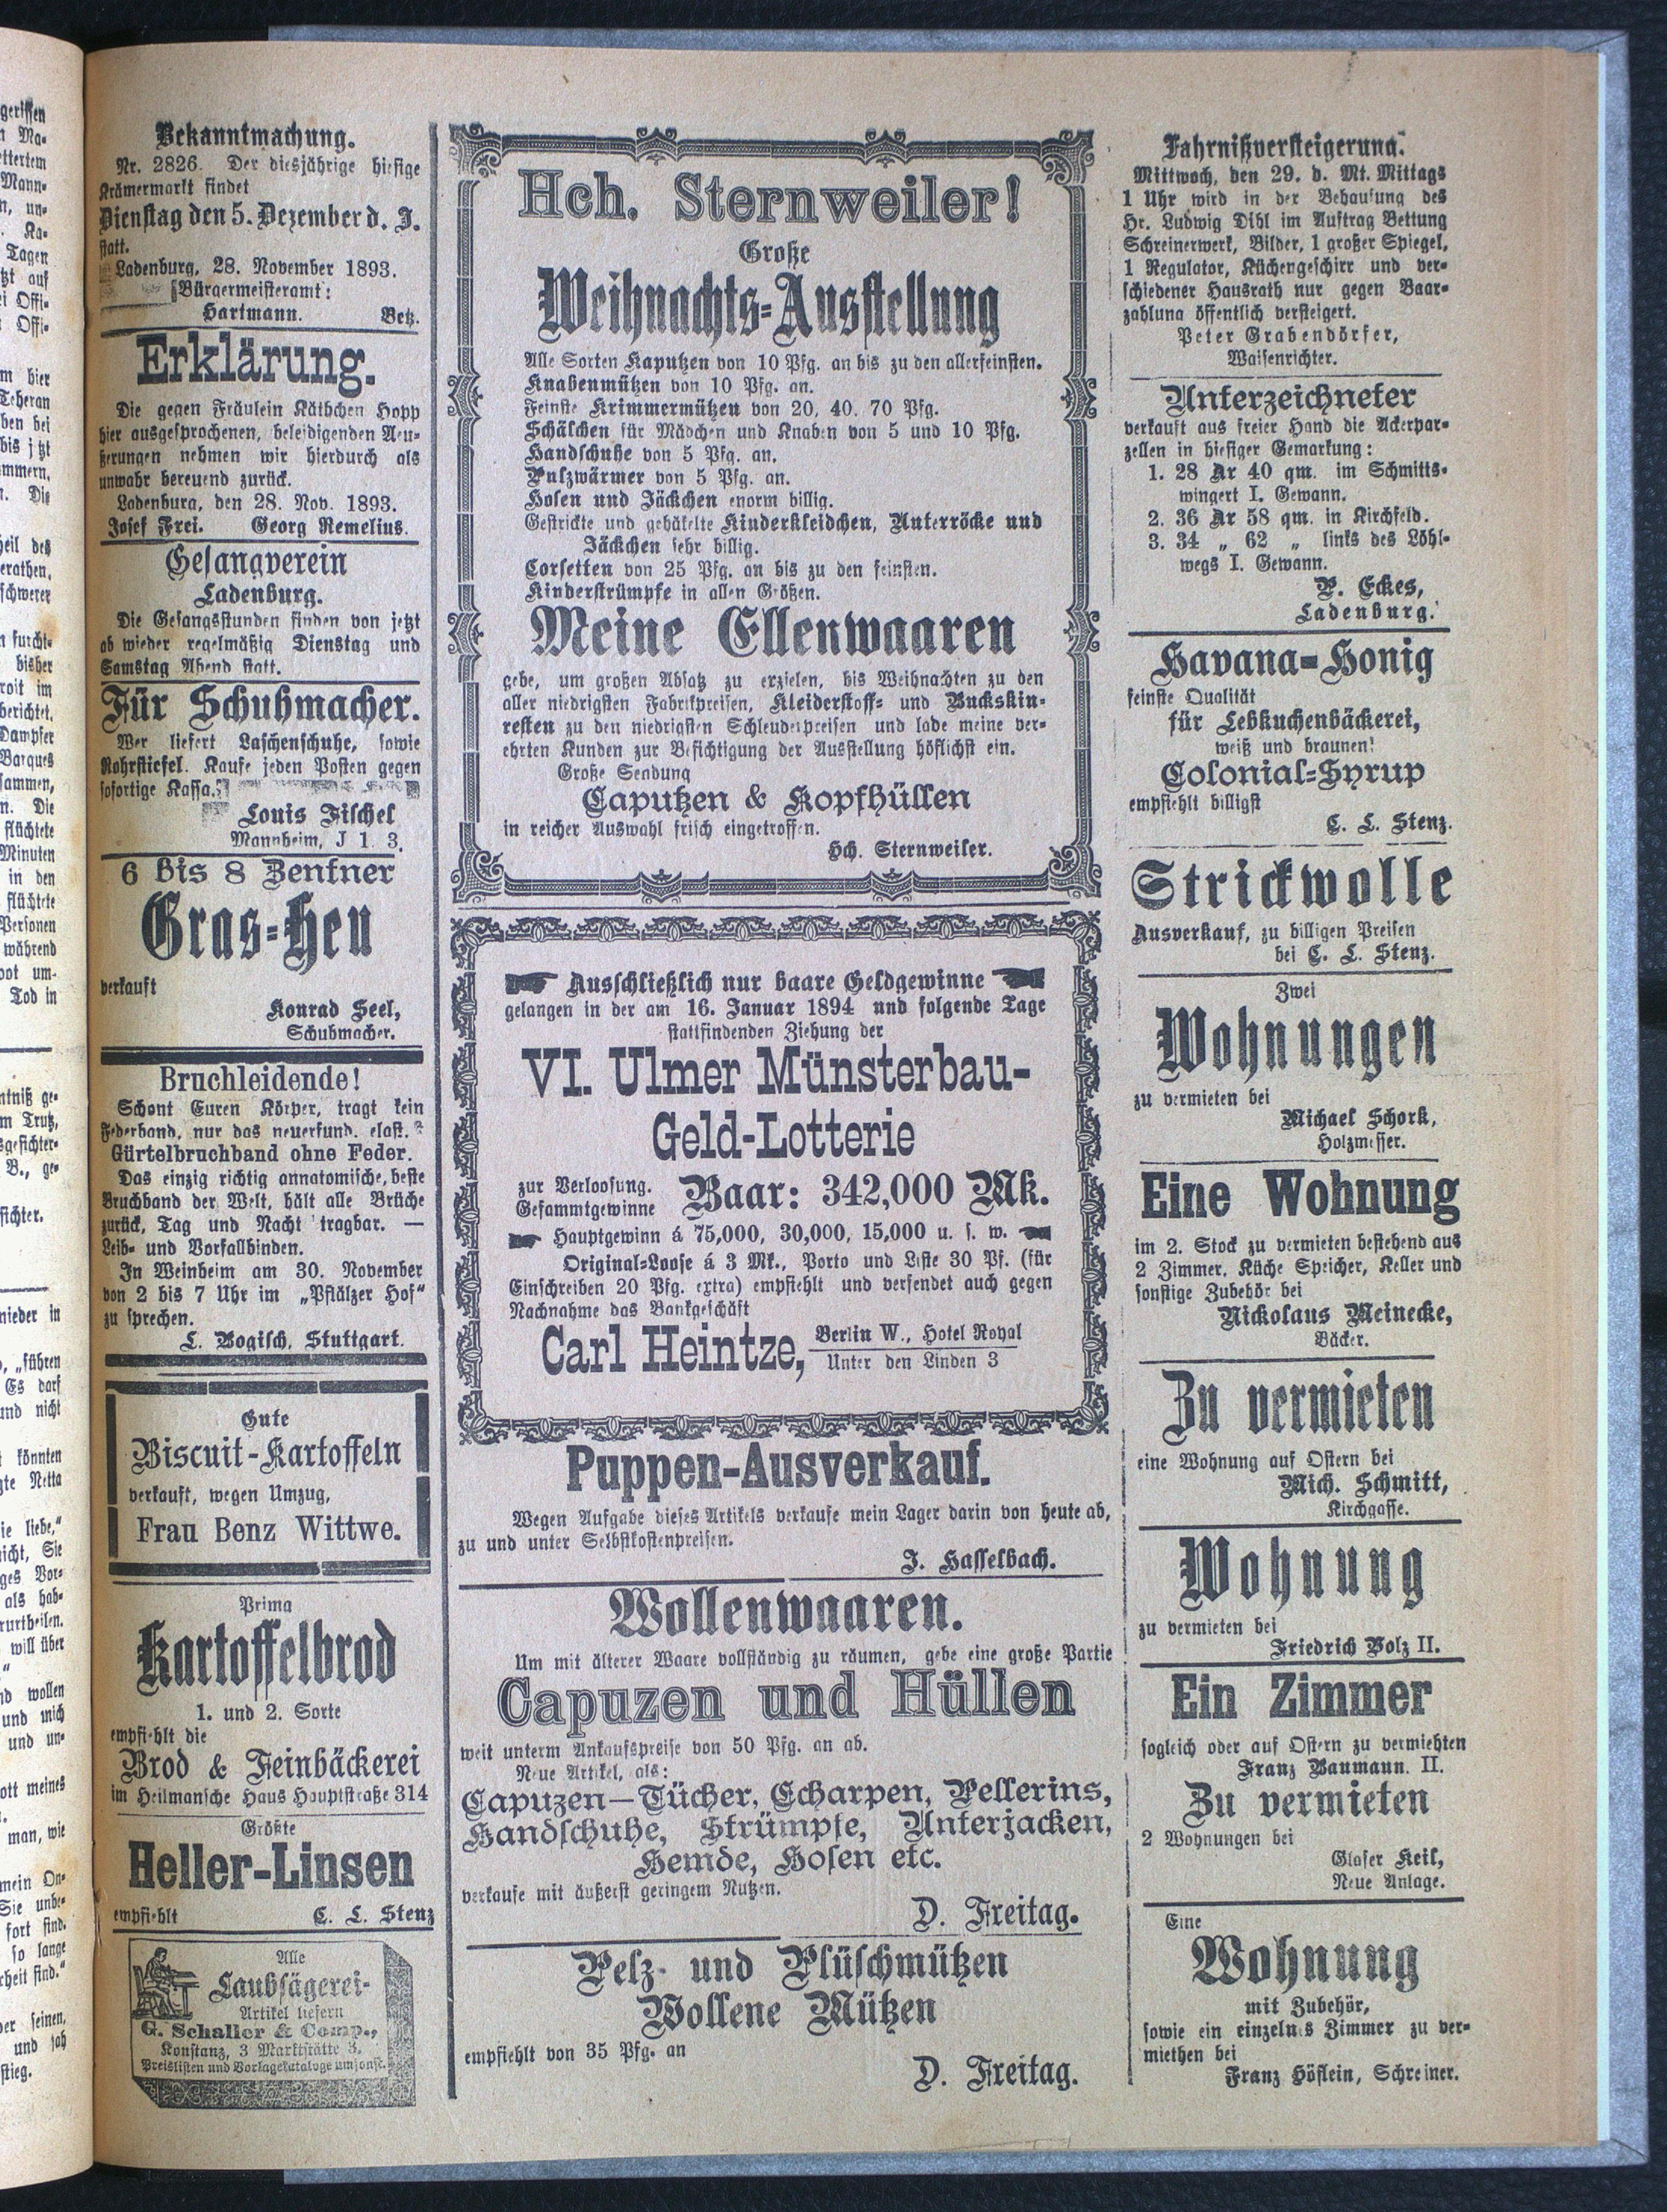 Bekanntmachung.
Nr. 2826. Der diesjährige hiesige
Krämermarkt findet
Dienstag den 5. Dezember d. J.
statt.
Ladenburg, 28. November 1893.
Bürgermeisteramt:
Hartmann. Betz.
Erklärung.
Die gegen Fräulein Käthchen Hopp
hier ausgesprochenen, beleidigenden Aeu-
ßerungen nehmen wir hierdurch als
unwahr bereuend zurück.
Ladenburg, den 28. Nov. 1893.
Josef Frei. Georg Remelius.
Gesangverein
Ladenburg.
Die Gesangsstunden finden von jetzt
ab wieder regelmäßig Dienstag und
Samstag Abend statt.
Für Schuhmacher.
Wer liefert Laschenschuhe, sowie
Rohrstiefel. Kaufe jeden Posten gegen
sofortige Kassa.
Louis Fischel
Mannheim, J 1. 3.
6 bis 8 Zentner
Gras-Heu
verkauft
Konrad Seel,
Schuhmacher.
Bruchleidende!
Schont Euren Körper, tragt kein
Federband, nur das neuerfund. elast.
Gürtelbruchband ohne Feder.
Das einzig richtig annatomische, beste
Bruchband der Welt, hält alle Brüche
zurück, Tag und Nacht tragbar. —
Leib- und Vorfallbinden.
In Weinheim am 30. November
von 2 bis 7 Uhr im „Pfälzer Hof“
zu sprechen.
L. Bogisch, Stuttgart.
Gute
Biscuit-Kartoffeln
verkauft, wegen Umzug,
Frau Benz Wittwe.
Prima
Kartoffelbrod
1. und 2. Sorte
empfiehlt die
Brod & Feinbäckerei
im Heilmansche Haus Hauptstraße 314
Größte
Heller-Linsen
empfiehlt C. L. Stenz
Alle
Laubsägerei-
Artikel liefern
G. Schaller & Comp.,
Konstanz, 3 Marktstätte 3.
Preislisten und Vorlagekataloge umsonst.
Hch. Sternweiler!
Große
Weihnachts-Ausstellung
Alle Sorten Kaputzen von 10 Pfg. an bis zu den allerfeinsten.
Knabenmützen von 10 Pfg. an.
Feinste Krimmermützen von 20, 40, 70 Pfg.
Schälchen für Mädchen und Knaben von 5 und 10 Pfg.
Handschuhe von 5 Pfg. an.
Pulzwärmer von 5 Pfg. an.
Hosen und Jäckchen enorm billig.
Gestrickte und gehäkelte Kinderkleidchen, Unterröcke und
Jäckchen sehr billig.
Corsetten von 25 Pfg. an bis zu den feinsten.
Kinderstrümpfe in allen Größen.
Meine Ellenwaaren
gebe, um großen Absatz zu erzielen, bis Weihnachten zu den
aller niedrigsten Fabrikpreisen, Kleiderstoff- und Buckskin-
resten zu den niedrigsten Schleuderpreisen und lade meine ver-
ehrten Kunden zur Besichtigung der Ausstellung höflichst ein.
Große Sendung
Caputzen & Kopfhüllen
in reicher Auswahl frisch eingetroffen.
Hch. Sternweiler.
Ausschließlich nur baare Geldgewinne
gelangen in der am 16. Januar 1894 und folgende Tage
stattfindenden Ziehung der
VI. Ulmer Münsterbau-
Geld-Lotterie
zur Verloosung.
Gesammtgewinne Baar: 342,000 Mk.
Hauptgewinn á 75,000, 30,000, 15,000 u. s. w.
Original-Loose á 3 Mk., Porto und Liste 30 Pf. (für
Einschreiben 20 Pfg. extra) empfiehlt und versendet auch gegen
Nachnahme das Bankgeschäft
Carl Heintze, Berlin W., Hotel Royal
Unter den Linden 3
Puppen-Ausverkauf.
Wegen Aufgabe dieses Artikels verkaufe mein Lager darin von heute ab,
zu und unter Selbstkostenpreisen.
J. Hasselbach.
Wollenwaaren.
Um mit älterer Waare vollständig zu räumen, gebe eine große Partie
Capuzen und Hüllen
weit unterm Ankaufspreise von 50 Pfg. an ab.
Neue Artikel, als:
Capuzen—Tücher, Echarpen, Pellerins,
Handschuhe, Strümpfe, Unterjacken,
Hemde, Hosen etc.
verkaufe mit äußerst geringem Nutzen.
D. Freitag.
Pelz- und Plüschmützen
Wollene Mützen
empfiehlt von 35 Pfg. an
D. Freitag.
Fahrnißversteigerung.
Mittwoch, den 29. d. Mt. Mittags
1 Uhr wird in der Behausung des
Hr. Ludwig Dihl im Auftrag Bettung
Schreinerwerk, Bilder, 1 großer Spiegel,
1 Regulator, Küchengeschirr und ver-
schiedener Hausrath nur gegen Baar-
zahlung öffentlich versteigert.
Peter Grabendörfer,
Waisenrichter.
Unterzeichneter
verkauft aus freier Hand die Ackerpar-
zellen in hiesiger Gemarkung:
1. 28 Ar 40 qm. im Schmitts-
wingert I. Gewann.
2. 36 Ar 58 qm. in Kirchfeld.
3. 34 „ 62 „ links des Löhl-
wegs I. Gewann.
P. Eckes,
Ladenburg.
Havana-Honig
feinste Qualität
für Lebkuchenbäckerei,
weiß und braunen!
Colonial-Syrup
empfiehlt billigst
C. L. Stenz.
Strickwolle
Ausverkauf, zu billigen Preisen
bei C. L. Stenz.
Zwei
Wohnungen
zu vermieten bei
Michael Schork,
Holzmesser.
Eine Wohnung
im 2. Stock zu vermieten bestehend aus
2 Zimmer, Küche Speicher, Keller und
sonstige Zubehör bei
Nickolaus Meinecke,
Bäcker.
Zu vermieten
eine Wohnung auf Ostern bei
Mich. Schmitt,
Kirchgasse.
Wohnung
zu vermieten bei
Friedrich Volz II.
Ein Zimmer
sogleich oder auf Ostern zu vermiehten
Franz Baumann. II.
Zu vermieten
2 Wohnungen bei
Glaser Keil,
Neue Anlage.
Eine
Wohnung
mit Zubehör,
sowie ein einzelnes Zimmer zu ver-
miethen bei
Franz Höflein, Schreiner.